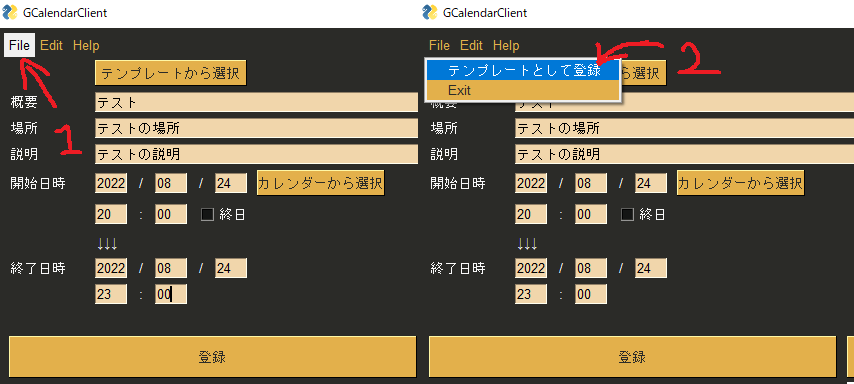 GCalendarClient
File Edit Help
テンプレートから選択
概要 テスト
場所 テストの場所
説明 テストの説明
開始日時 2022 / 08 / 24 カレンダーから選択
20 : 00 終日
↓↓↓
終了日時 2022 / 08 / 24
23 : 00
登録
1
GCalendarClient
File Edit Help
テンプレートとして登録
Exit
ら選択
概要 テスト
場所 テストの場所
説明 テストの説明
開始日時 2022 / 08 / 24 カレンダーから選択
20 : 00 終日
↓↓↓
終了日時 2022 / 08 / 24
23 : 00
登録
2